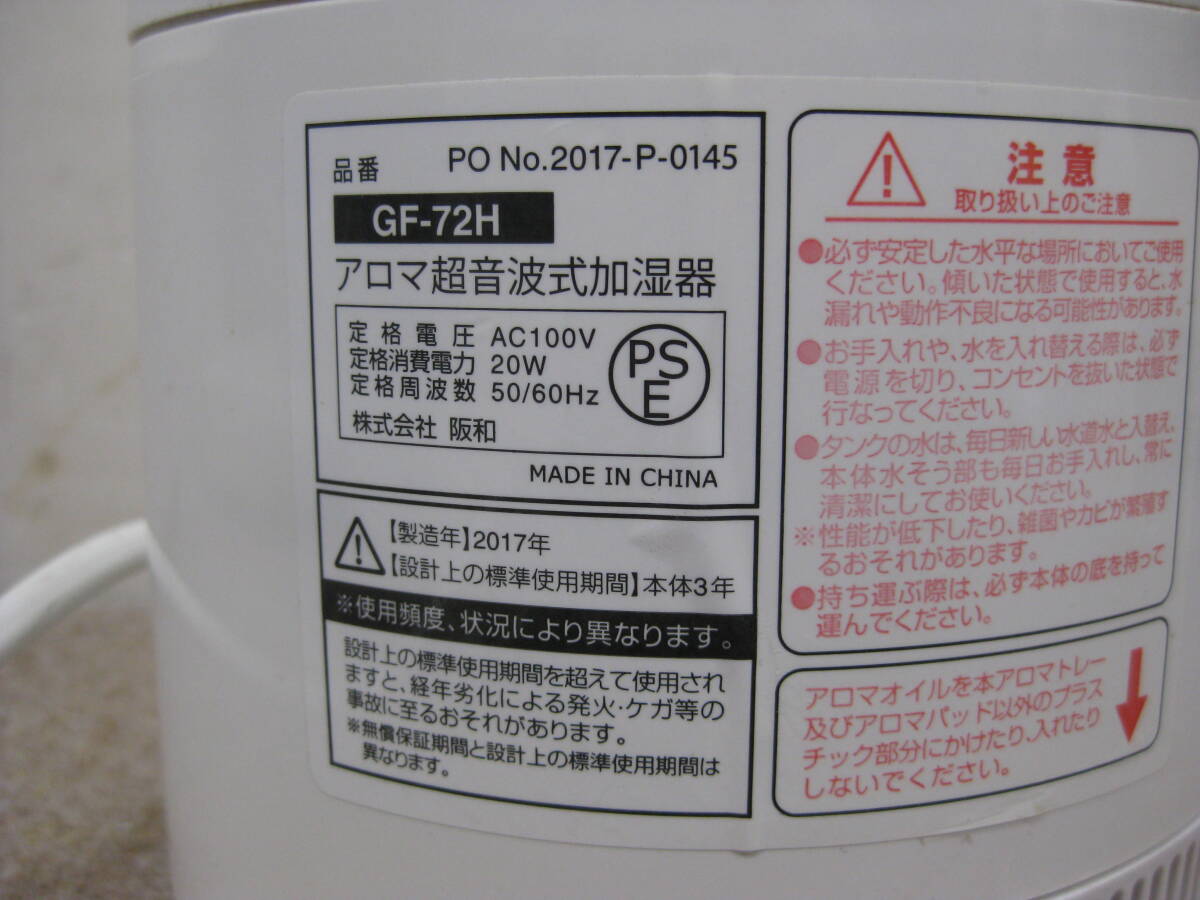 品番 PO No.2017-P-0145
GF-72H
アロマ超音波式加湿器
定格電圧 AC100V
定格消費電力 20W
定格周波数 50/60Hz
株式会社 阪和
PS
E
MADE IN CHINA
【製造年】2017年
【設計上の標準使用期間】本体3年
※使用頻度、状況により異なります。
設計上の標準使用期間を超えて使用され
ますと、経年劣化による発火・ケガ等の
事故に至るおそれがあります。
※無償保証期間と設計上の標準使用期間は
異なります。
注意
取り扱い上のご注意
●必ず安定した水平な場所においてご使用
ください。傾いた状態で使用すると、水
漏れや動作不良になる可能性があります。
●お手入れや、水を入れ替える際は、必ず
電源を切り、コンセントを抜いた状態で
行なってください。
●タンクの水は、毎日新しい水道水と入替え、
本体水そう部も毎日お手入れし、常に
清潔にしてお使いください。
※性能が低下したり、雑菌やカビが繁殖す
るおそれがあります。
●持ち運ぶ際は、必ず本体の底を持って
運んでください。
アロマオイルを本アロマトレー
及びアロマパッド以外のプラス
チック部分にかけたり、入れたり
しないでください。